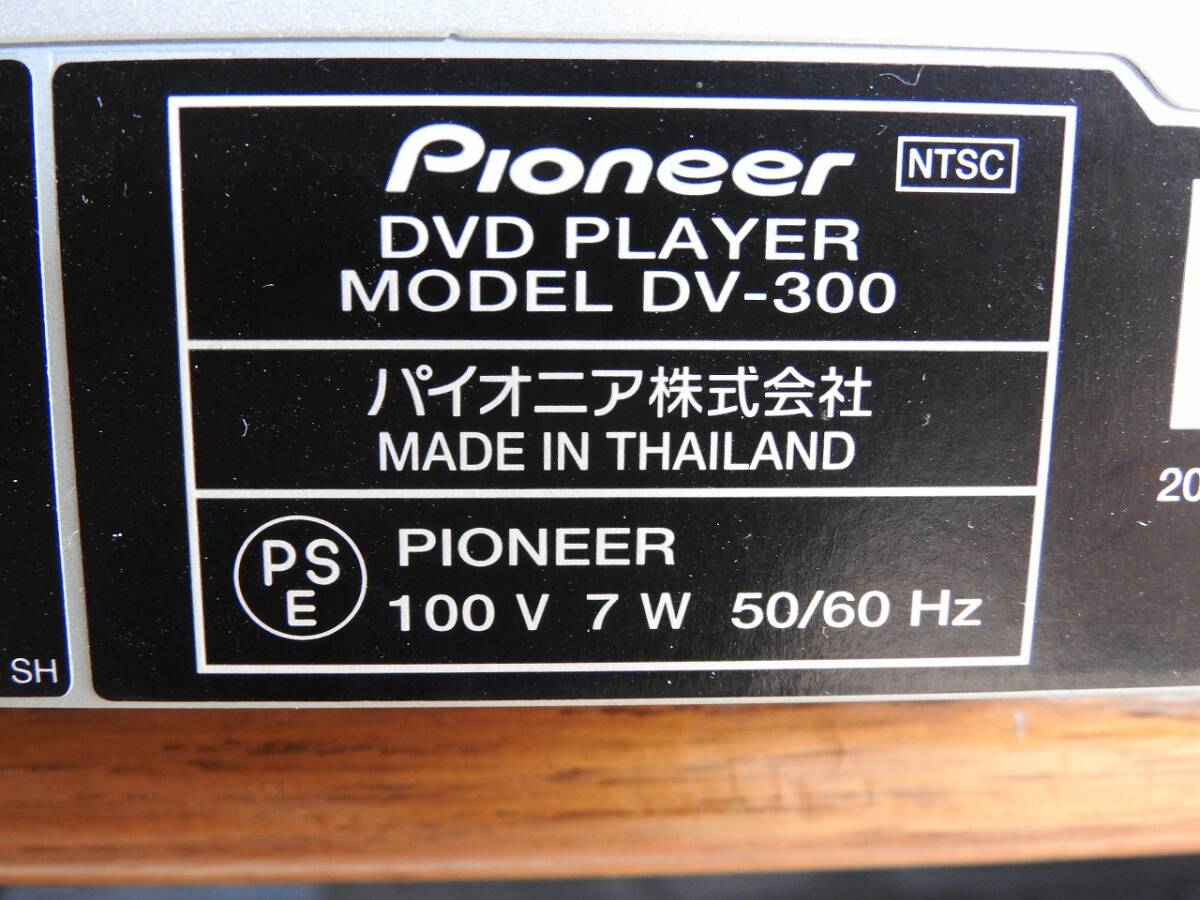 Pioneer NTSC
DVD PLAYER
MODEL DV-300
パイオニア株式会社
MADE IN THAILAND
PS
E
PIONEER
100 V 7 W 50/60 Hz
SH
20